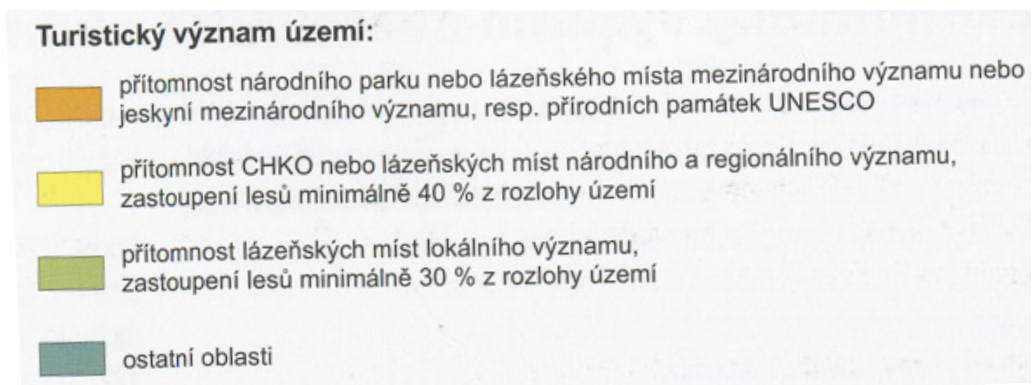 Turistický význam území:
přítomnost národního parku nebo lázeňského místa mezinárodního významu nebo
jeskyní mezinárodního významu, resp. přírodních památek UNESCO
přítomnost CHKO nebo lázeňských míst národního a regionálního významu,
zastoupení lesů minimálně 40 % z rozlohy území
přítomnost lázeňských míst lokálního významu,
zastoupení lesů minimálně 30 % z rozlohy území
ostatní oblasti